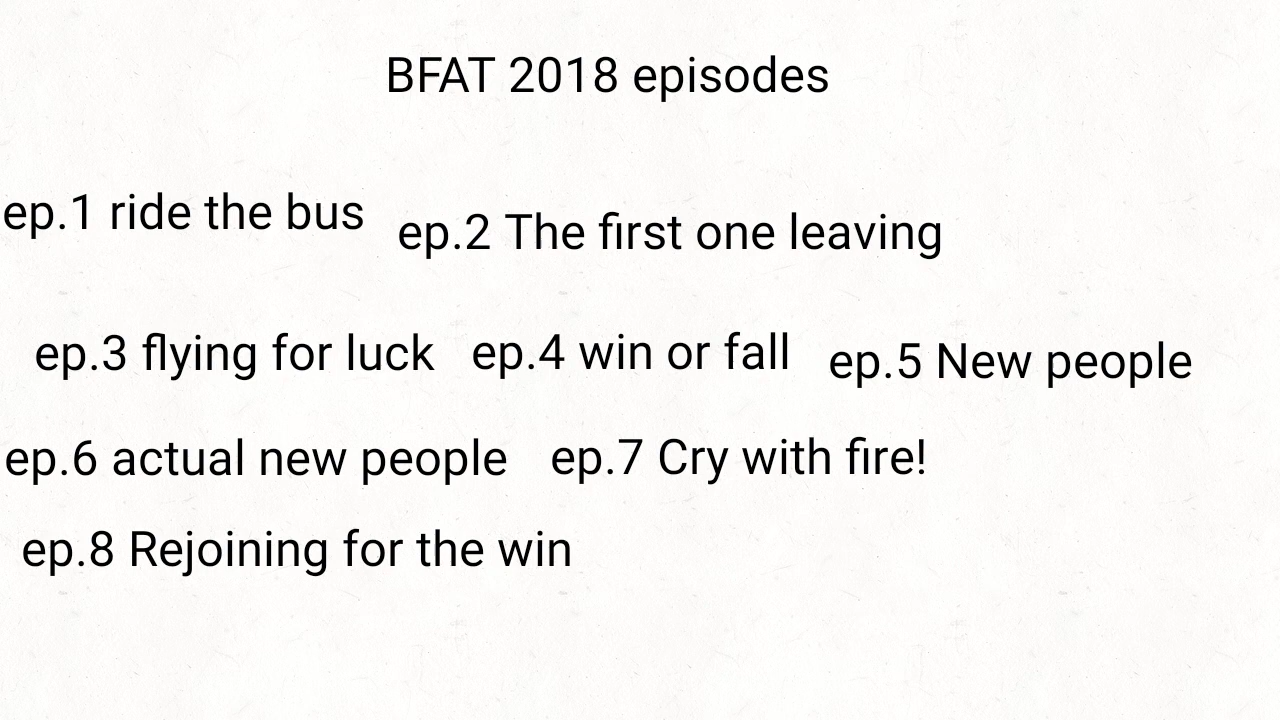 BFAT 2018 episodes
ep.1 ride the bus
ep.2 The first one leaving
ep.3 flying for luck
ep.4 win or fall
ep.5 New people
ep.6 actual new people
ep.7 Cry with fire!
ep.8 Rejoining for the win